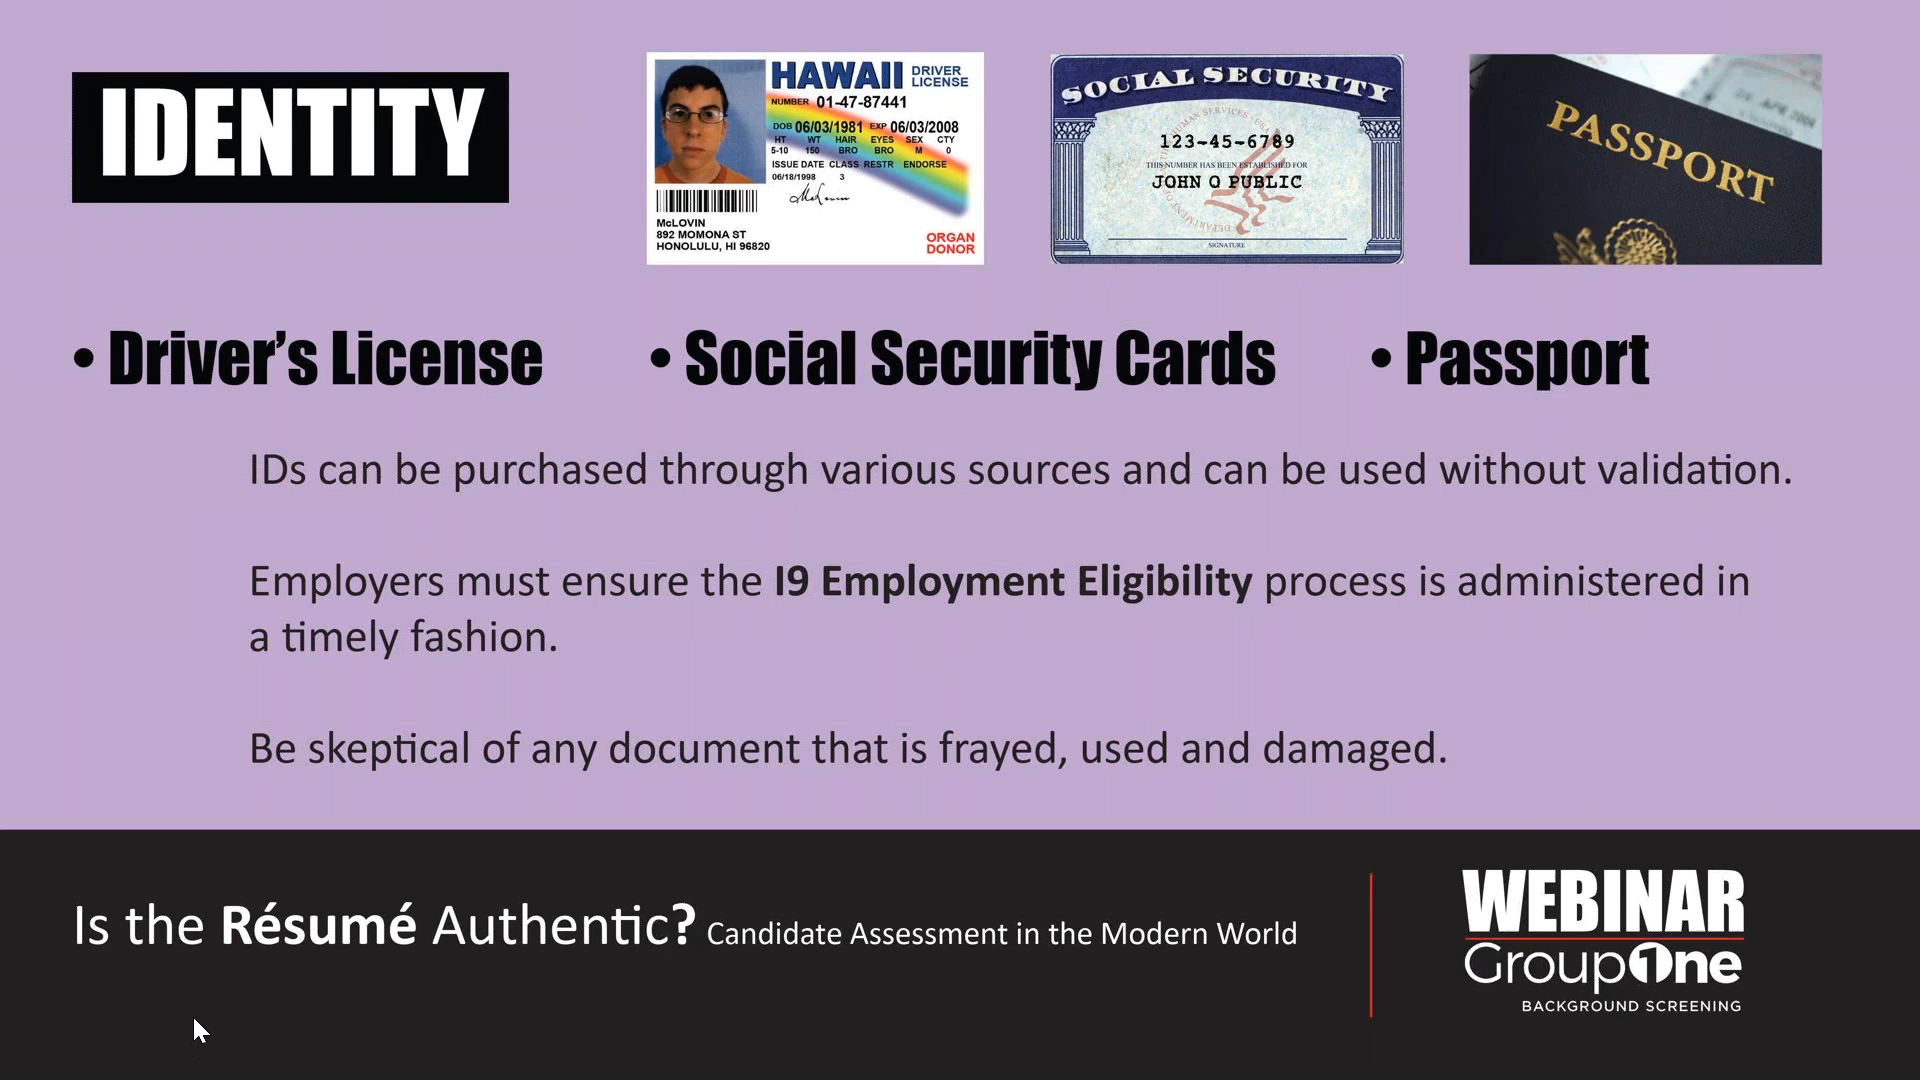 IDENTITY
HAWAII DRIVER
LICENSE
NUMBER 01-47-87441
DOB 06/03/1981 EXP 06/03/2008
HT WT HAIR EYES SEX CTY
5-10 150 BRO BRO M 0
ISSUE DATE CLASS RESTR ENDORSE
06/18/1998 3
McLOVIN
892 MOMONA ST
HONOLULU, HI 96820
ORGAN
DONOR
SOCIAL SECURITY
123-45-6789
THIS NUMBER HAS BEEN ESTABLISHED FOR
JOHN Q PUBLIC
SIGNATURE
PASSPORT
• Driver's License
• Social Security Cards
• Passport
IDs can be purchased through various sources and can be used without validation.
Employers must ensure the I9 Employment Eligibility process is administered in
a timely fashion.
Be skeptical of any document that is frayed, used and damaged.
Is the Résumé Authentic? Candidate Assessment in the Modern World
WEBINAR
GroupOne
BACKGROUND SCREENING